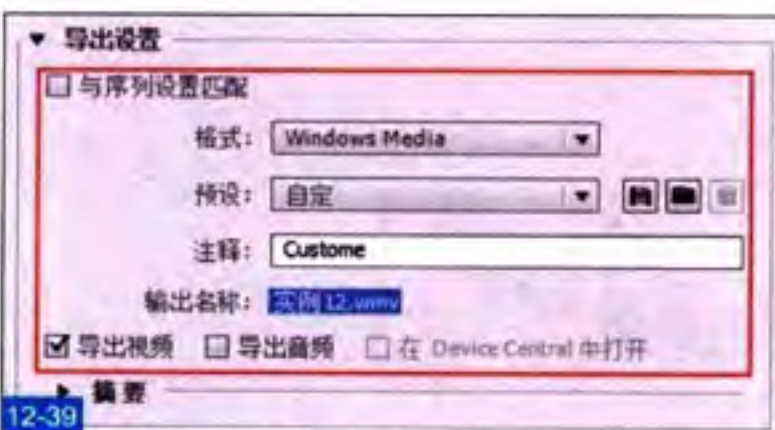 导出设置
与序列设置匹配
格式: Windows Media
预设: 自定
注释: Custome
输出名称: 实例12.wmv
导出视频 导出音频 在 Device Central 中打开
摘要
12-39